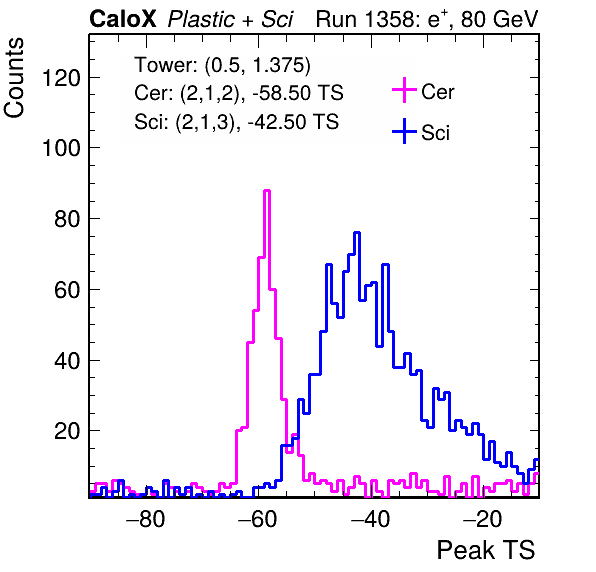 CaloX Plastic + Sci Run 1358: e⁺, 80 GeV
Counts
Tower: (0.5, 1.375)
Cer: (2,1,2), -58.50 TS
Sci: (2,1,3), -42.50 TS
Cer
Sci
120
100
80
60
40
20
−80 −60 −40 −20
Peak TS